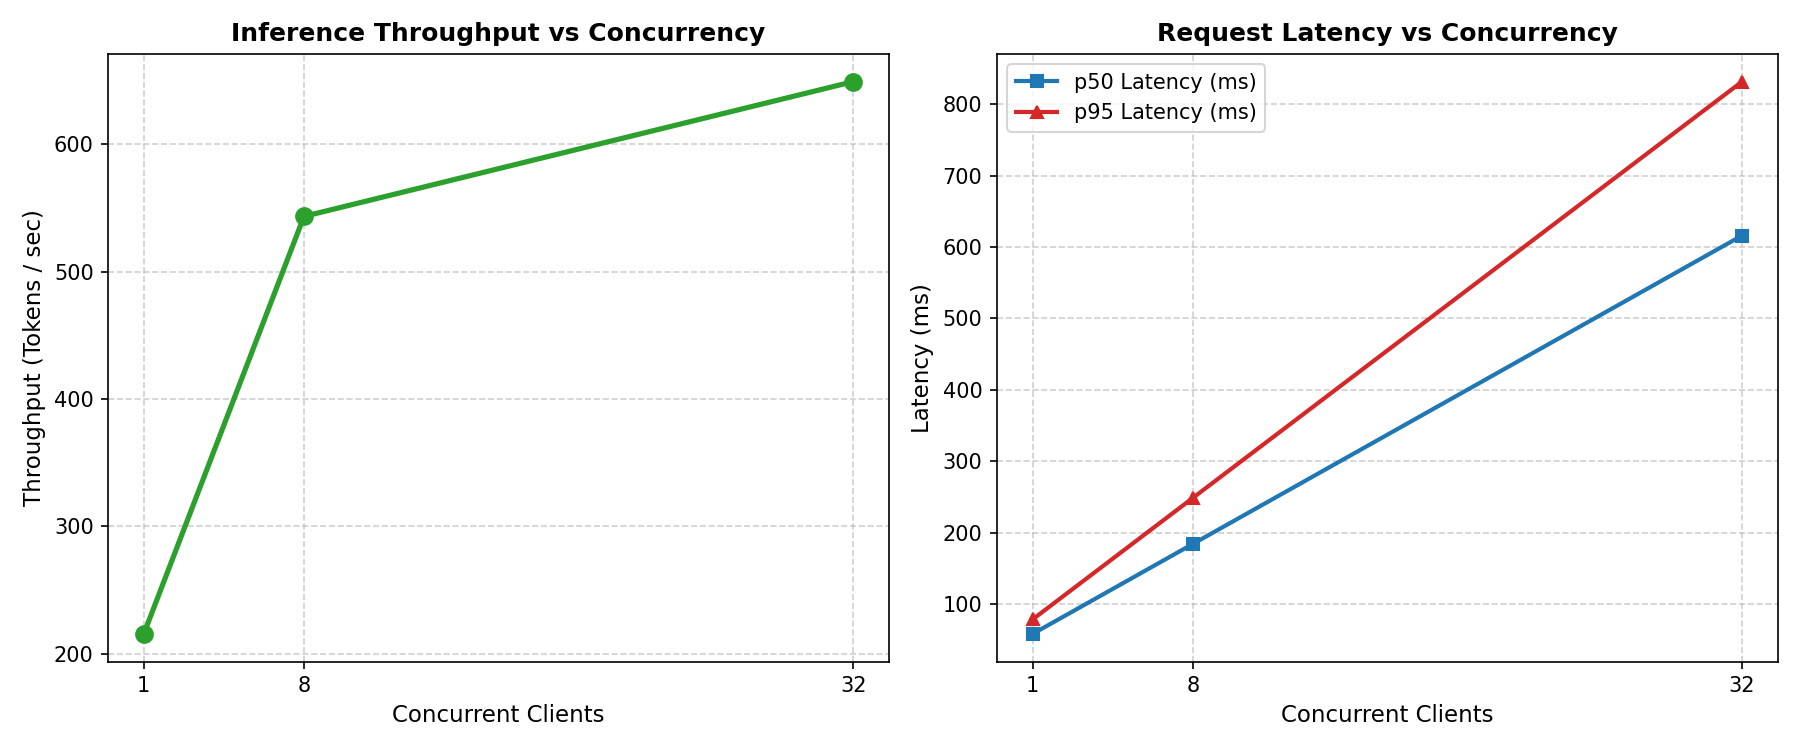 Inference Throughput vs Concurrency
Throughput (Tokens / sec)
600
500
400
300
200
1
8
32
Concurrent Clients
Request Latency vs Concurrency
p50 Latency (ms)
p95 Latency (ms)
Latency (ms)
800
700
600
500
400
300
200
100
1
8
32
Concurrent Clients